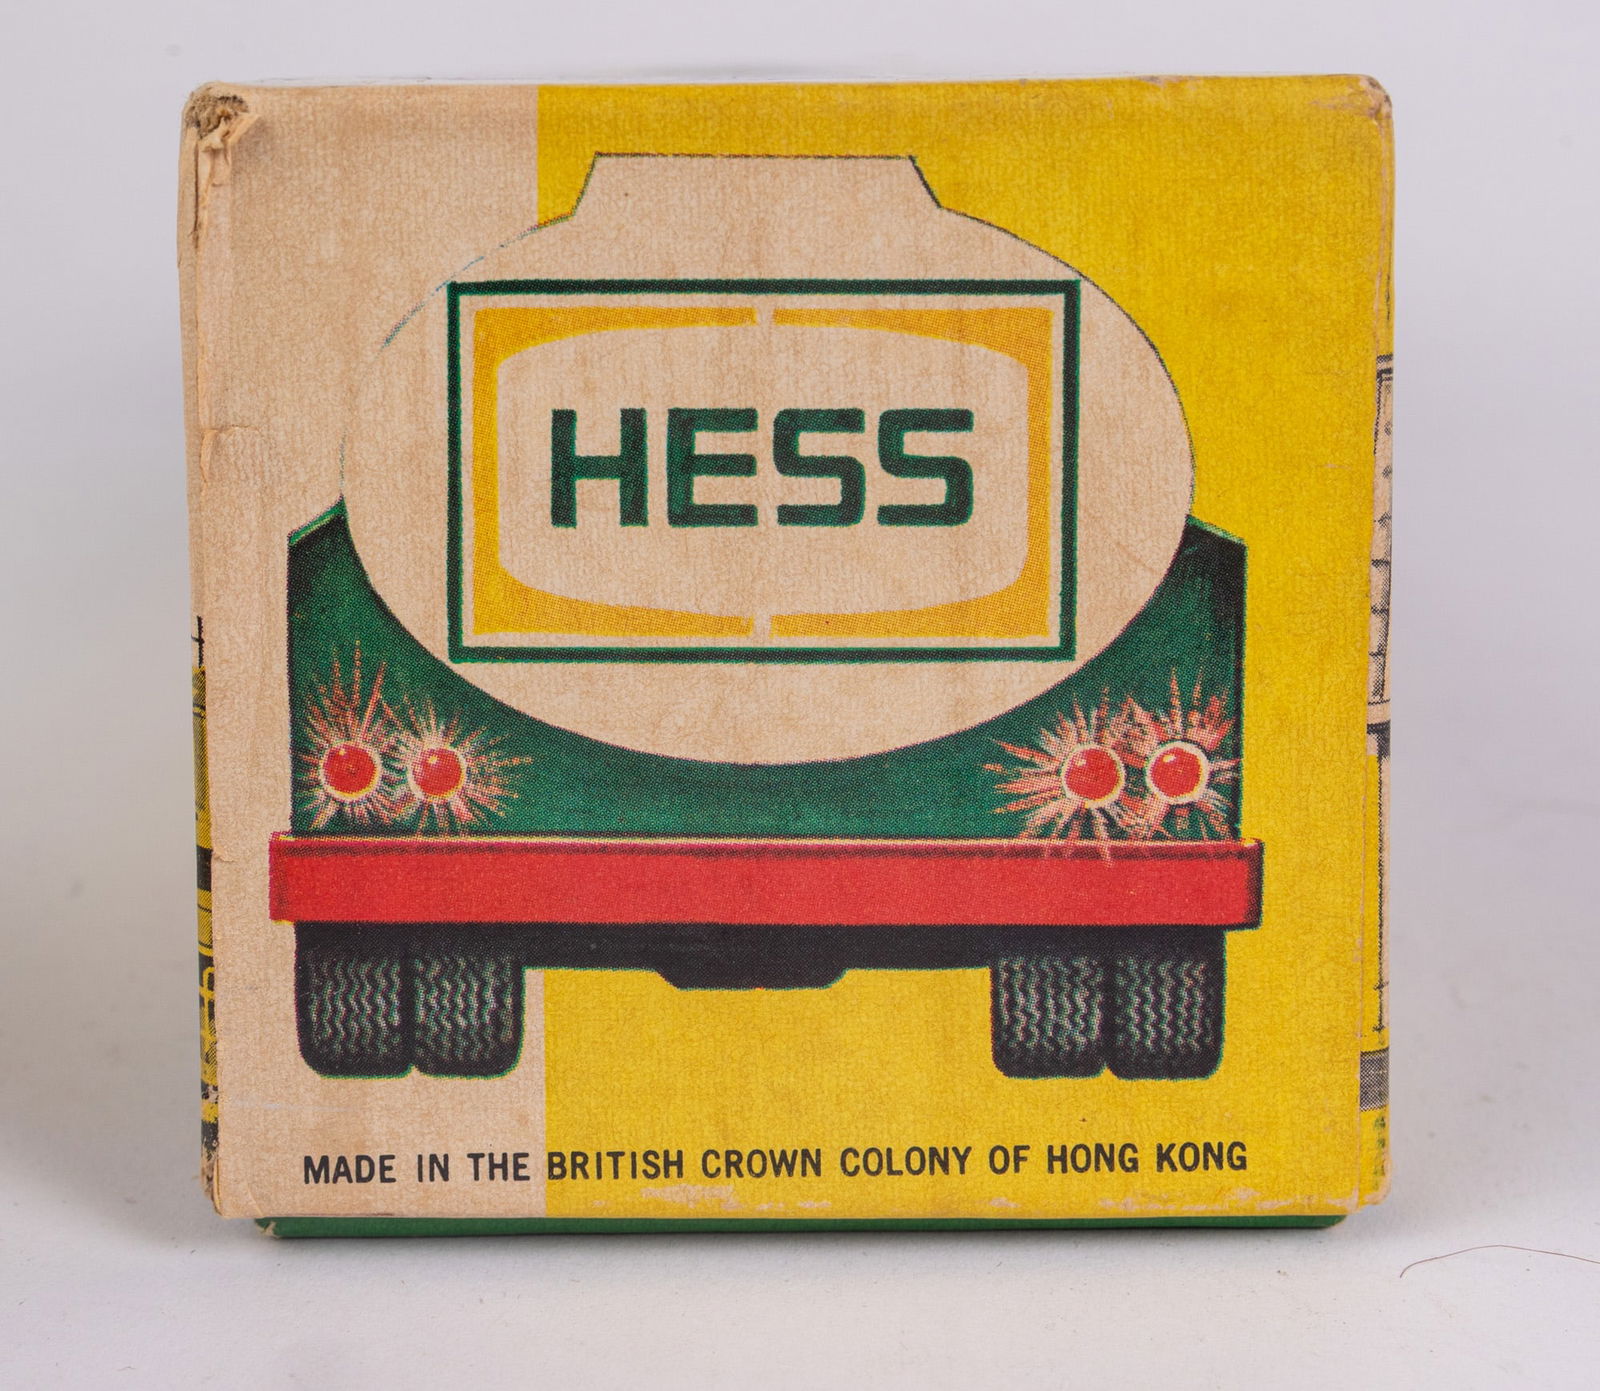 HESS
MADE IN THE BRITISH CROWN COLONY OF HONG KONG